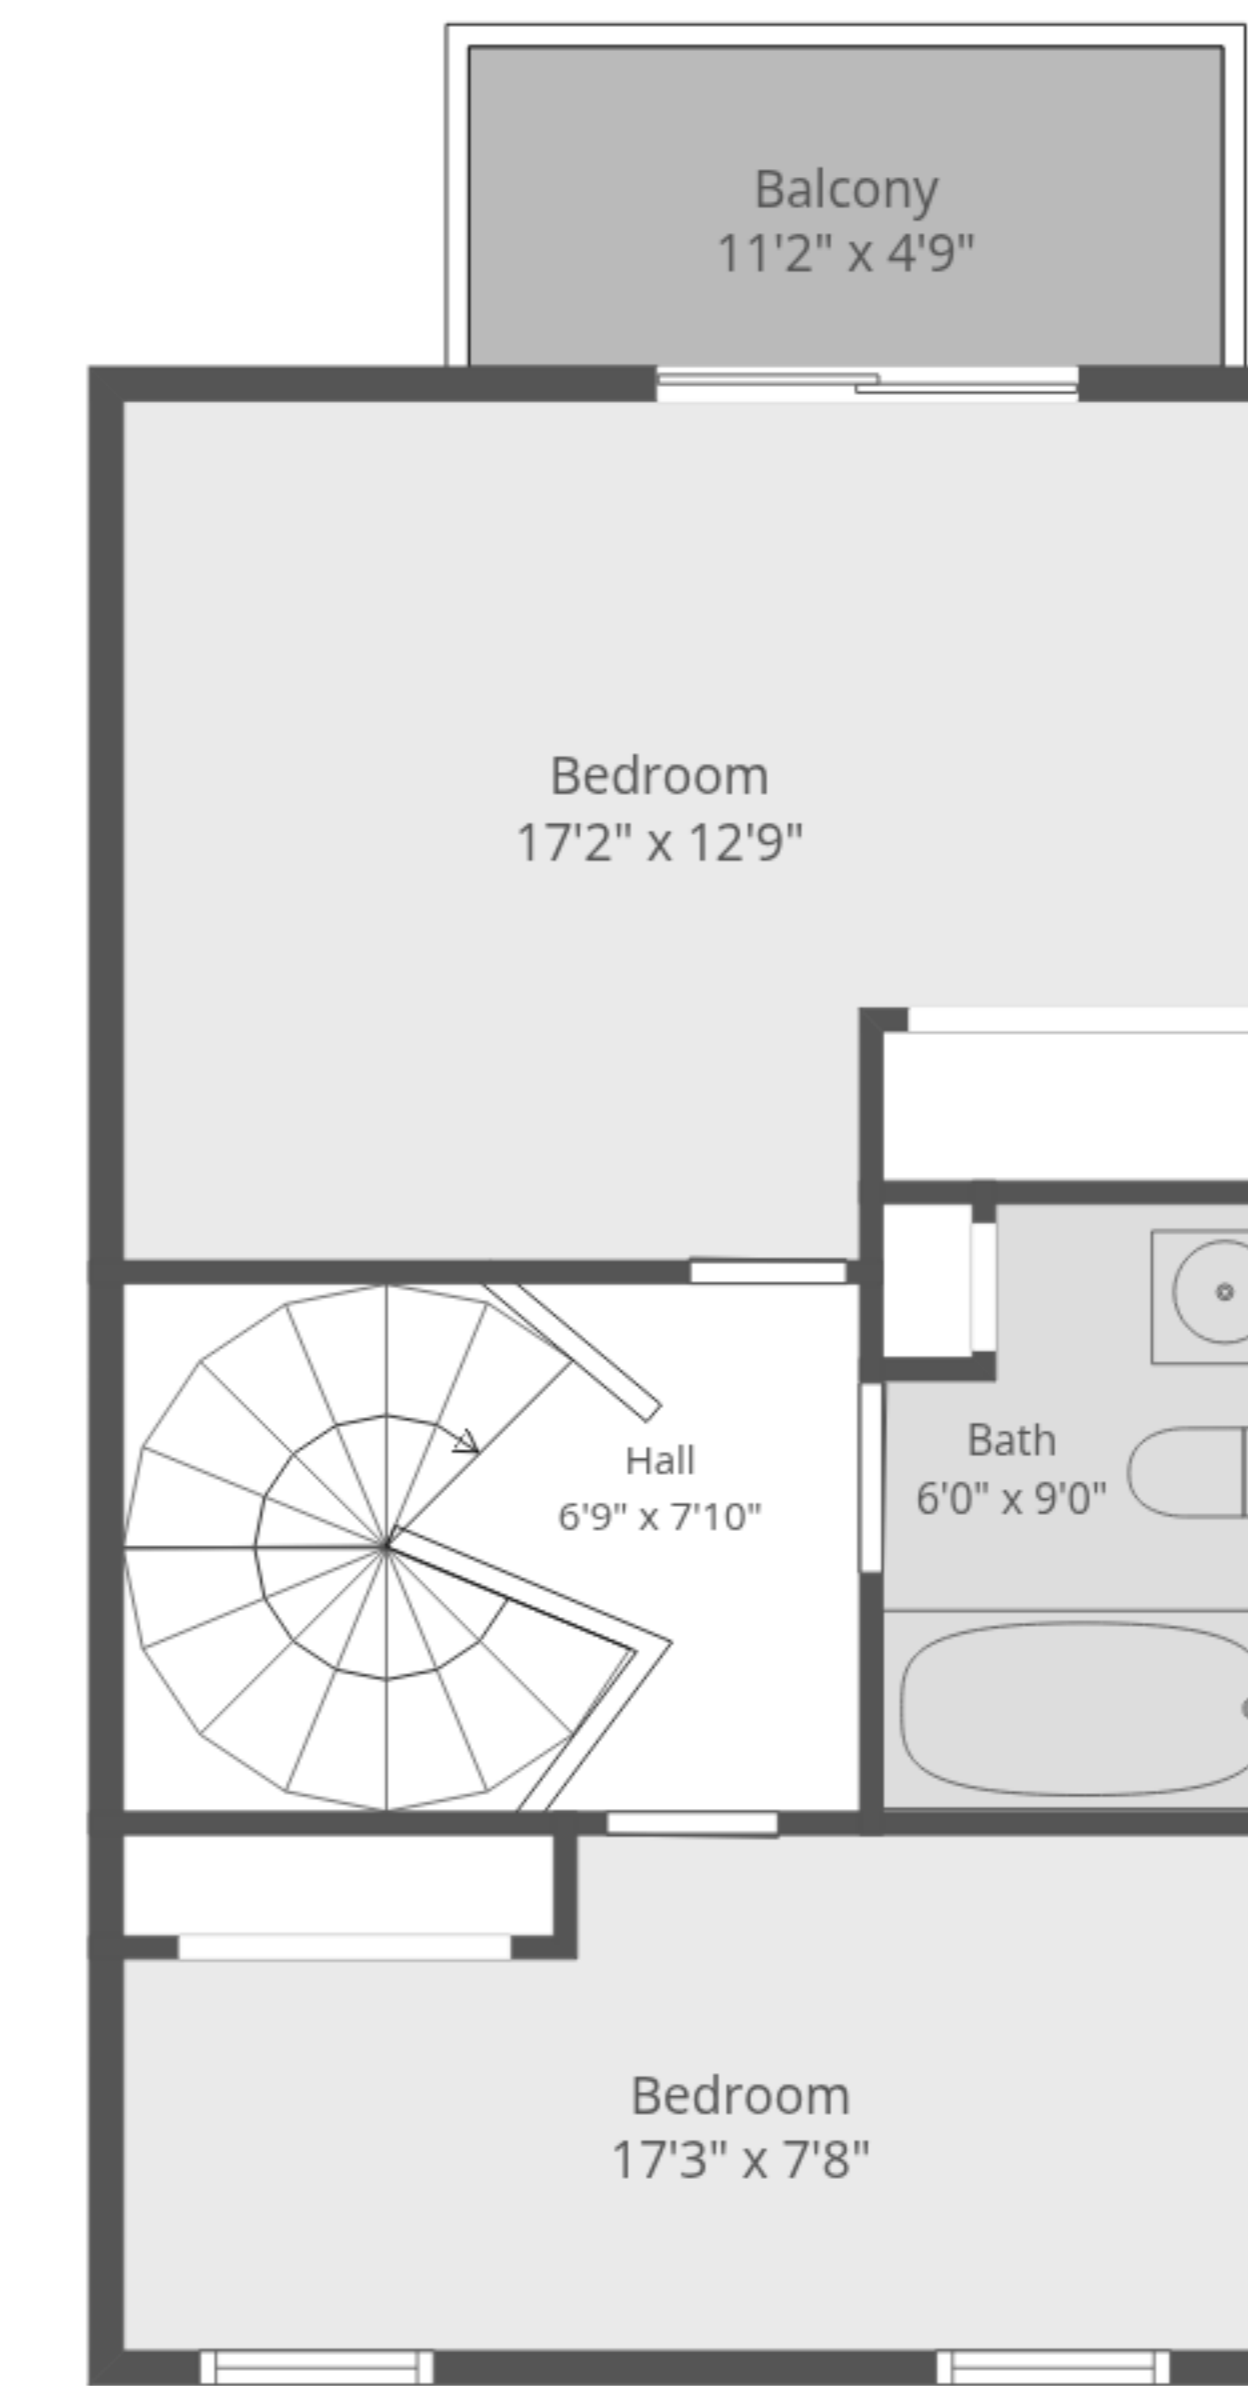 Balcony
11'2" x 4'9"
Bedroom
17'2" x 12'9"
Hall
6'9" x 7'10"
Bath
6'0" x 9'0"
Bedroom
17'3" x 7'8"